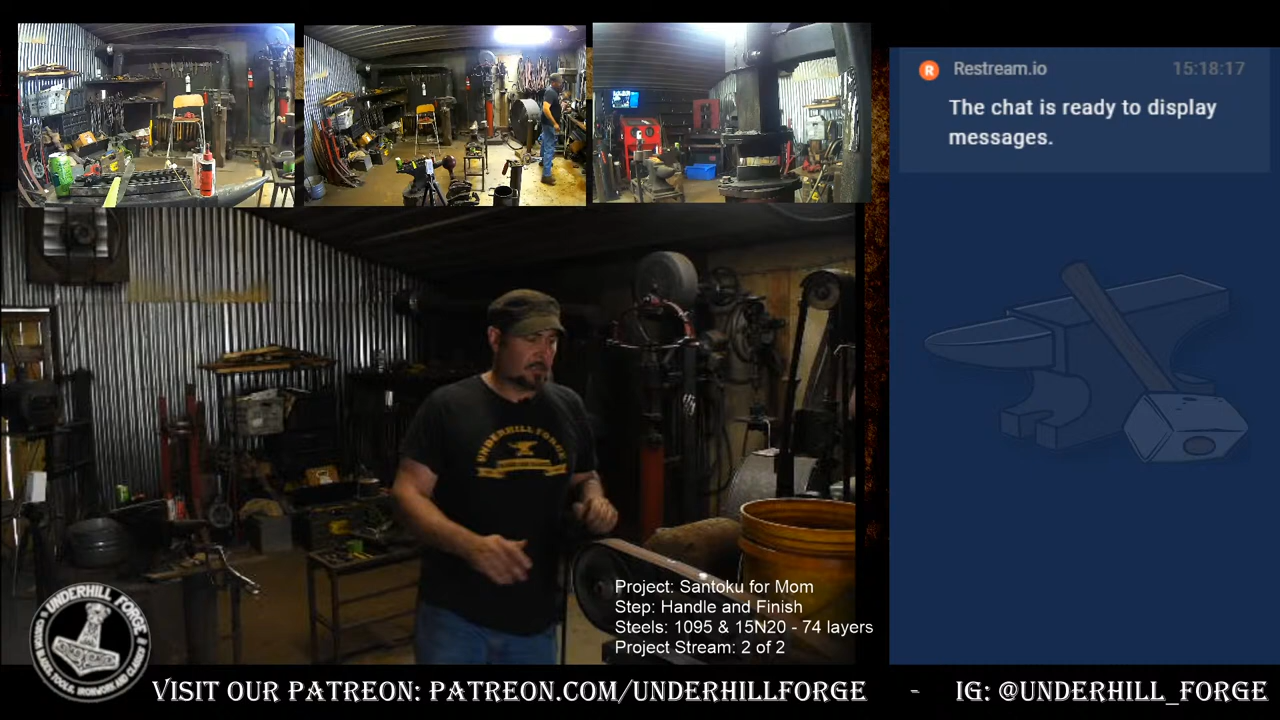 Restream.io 15:18:17
The chat is ready to display
messages.
UNDERHILL FORGE
Project: Santoku for Mom
Step: Handle and Finish
Steels: 1095 & 15N20 - 74 layers
Project Stream: 2 of 2
UNDERHILL FORGE
VISIT OUR PATREON: PATREON.COM/UNDERHILLFORGE - IG: @UNDERHILL_FORGE